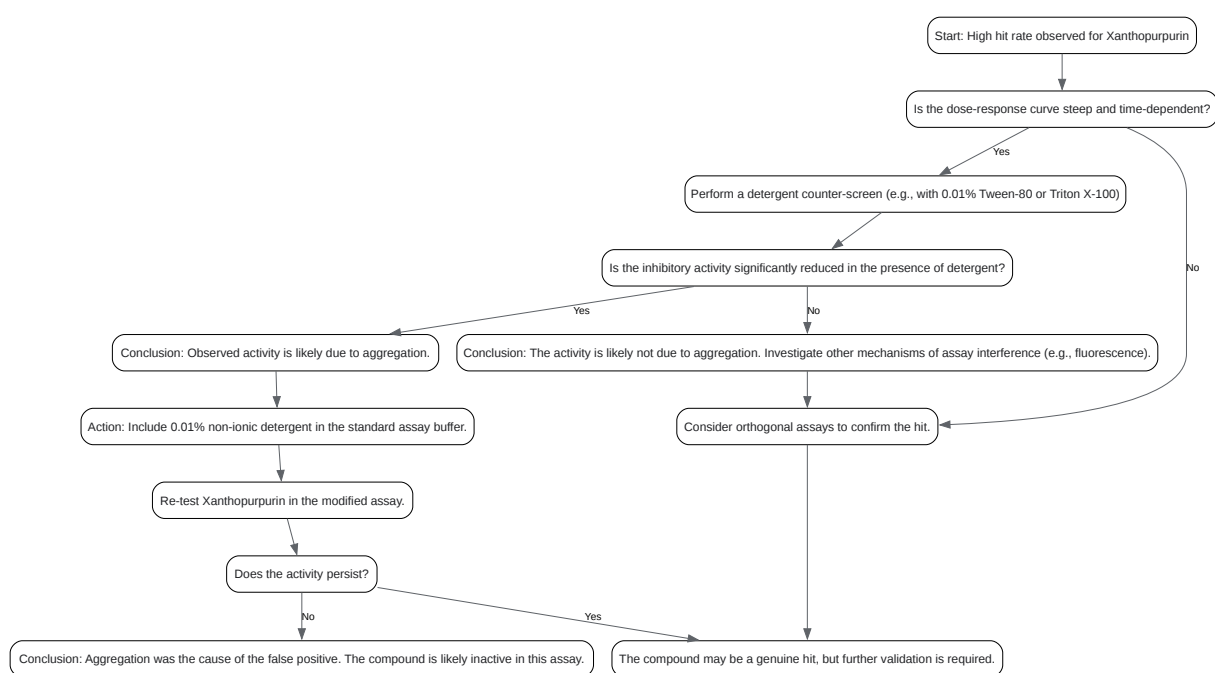 Start: High hit rate observed for Xanthopurpurin
Is the dose-response curve steep and time-dependent?
Yes
Perform a detergent counter-screen (e.g., with 0.01% Tween-80 or Triton X-100)
No
Is the inhibitory activity significantly reduced in the presence of detergent?
Yes
No
Conclusion: Observed activity is likely due to aggregation.
Conclusion: The activity is likely not due to aggregation. Investigate other mechanisms of assay interference (e.g., fluorescence).
Action: Include 0.01% non-ionic detergent in the standard assay buffer.
Consider orthogonal assays to confirm the hit.
Re-test Xanthopurpurin in the modified assay.
Does the activity persist?
No
Yes
Conclusion: Aggregation was the cause of the false positive. The compound is likely inactive in this assay.
The compound may be a genuine hit, but further validation is required.